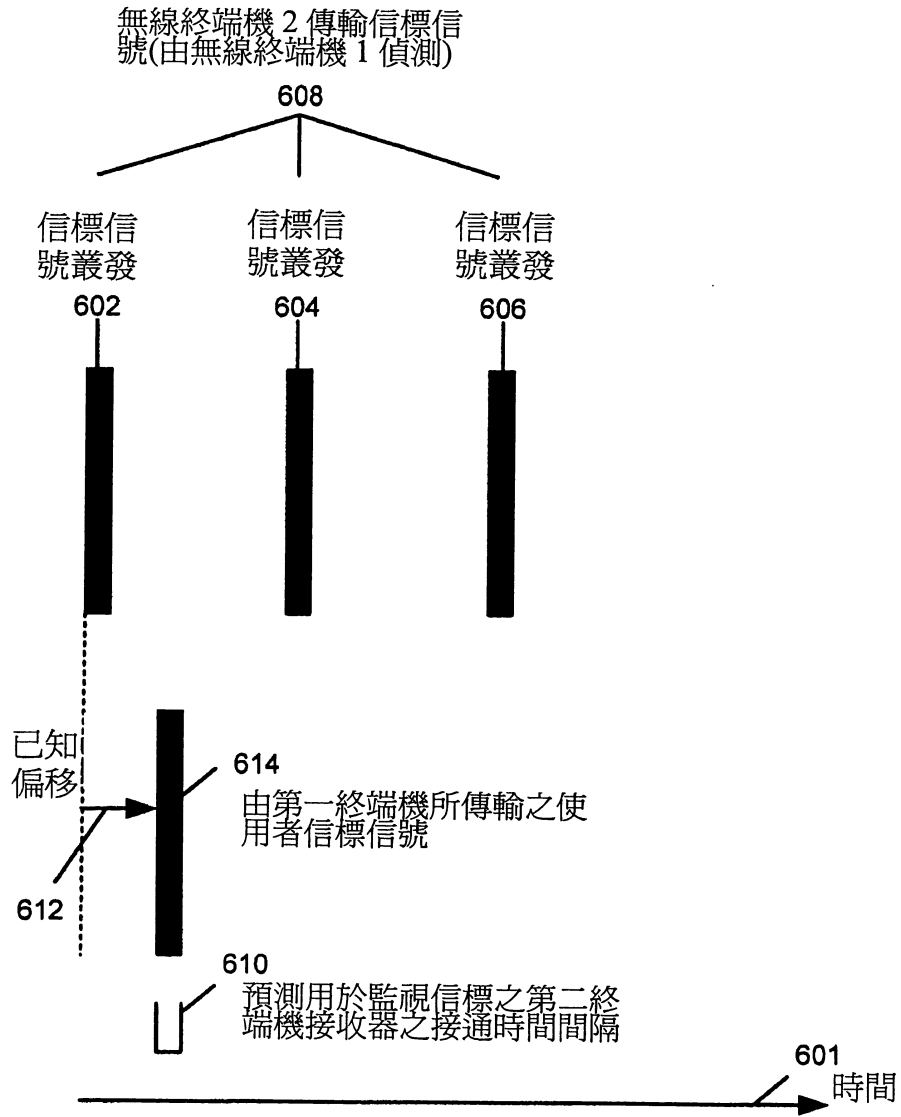 無線終端機 2 傳輸信標信
號(由無線終端機 1 偵測)
608
信標信
號叢發
602
信標信
號叢發
604
信標信
號叢發
606
已知
偏移
612
614
由第一終端機所傳輸之使
用者信標信號
610
預測用於監視信標之第二終
端機接收器之接通時間間隔
601
時間